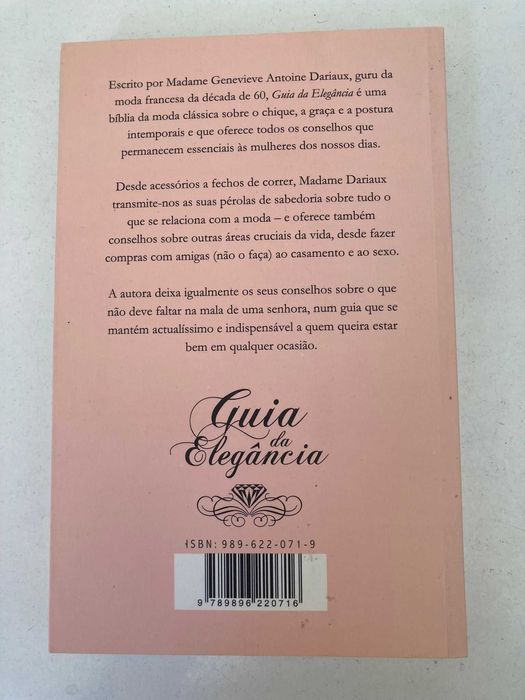 Escrito por Madame Genevieve Antoine Dariaux, guru da
moda francesa da década de 60, Guia da Elegância é uma
bíblia da moda clássica sobre o chique, a graça e a postura
intemporais e que oferece todos os conselhos que
permanecem essenciais às mulheres dos nossos dias.
Desde acessórios a fechos de correr, Madame Dariaux
transmite-nos as suas pérolas de sabedoria sobre tudo o
que se relaciona com a moda – e oferece também
conselhos sobre outras áreas cruciais da vida, desde fazer
compras com amigas (não o faça) ao casamento e ao sexo.
A autora deixa igualmente os seus conselhos sobre o que
não deve faltar na mala de uma senhora, num guia que se
mantém actualíssimo e indispensável a quem queira estar
bem em qualquer ocasião.
Guia
da
Elegância
ISBN: 989-622-071-9
9 789896 220716